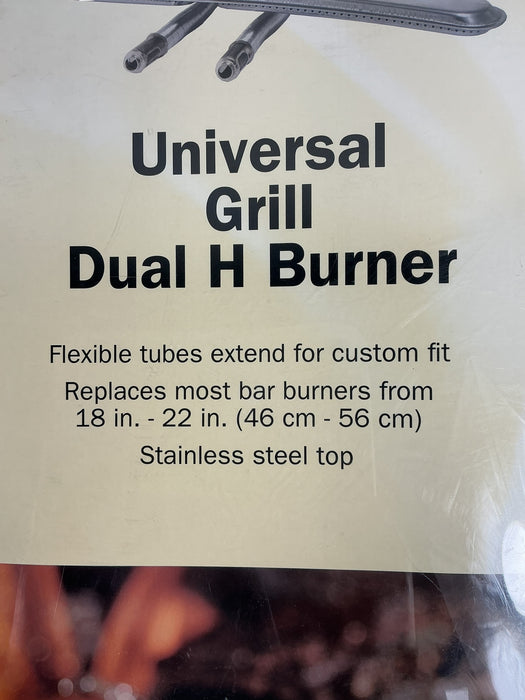 Universal
Grill
Dual H Burner
Flexible tubes extend for custom fit
Replaces most bar burners from
18 in. - 22 in. (46 cm - 56 cm)
Stainless steel top